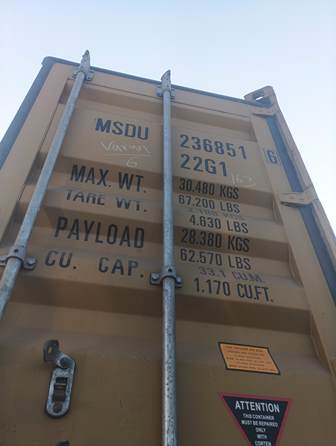 MSDU 236851 6
22G1
MAX. WT. 30.480 KGS
67.200 LBS
TARE WT. 2.100 KGS
4.630 LBS
PAYLOAD 28.380 KGS
62.570 LBS
CU. CAP. 33.1 CU.M
1.170 CU.FT.
ATTENTION
THIS CONTAINER
MUST BE REPAIRED
ONLY
WITH
CORTEN